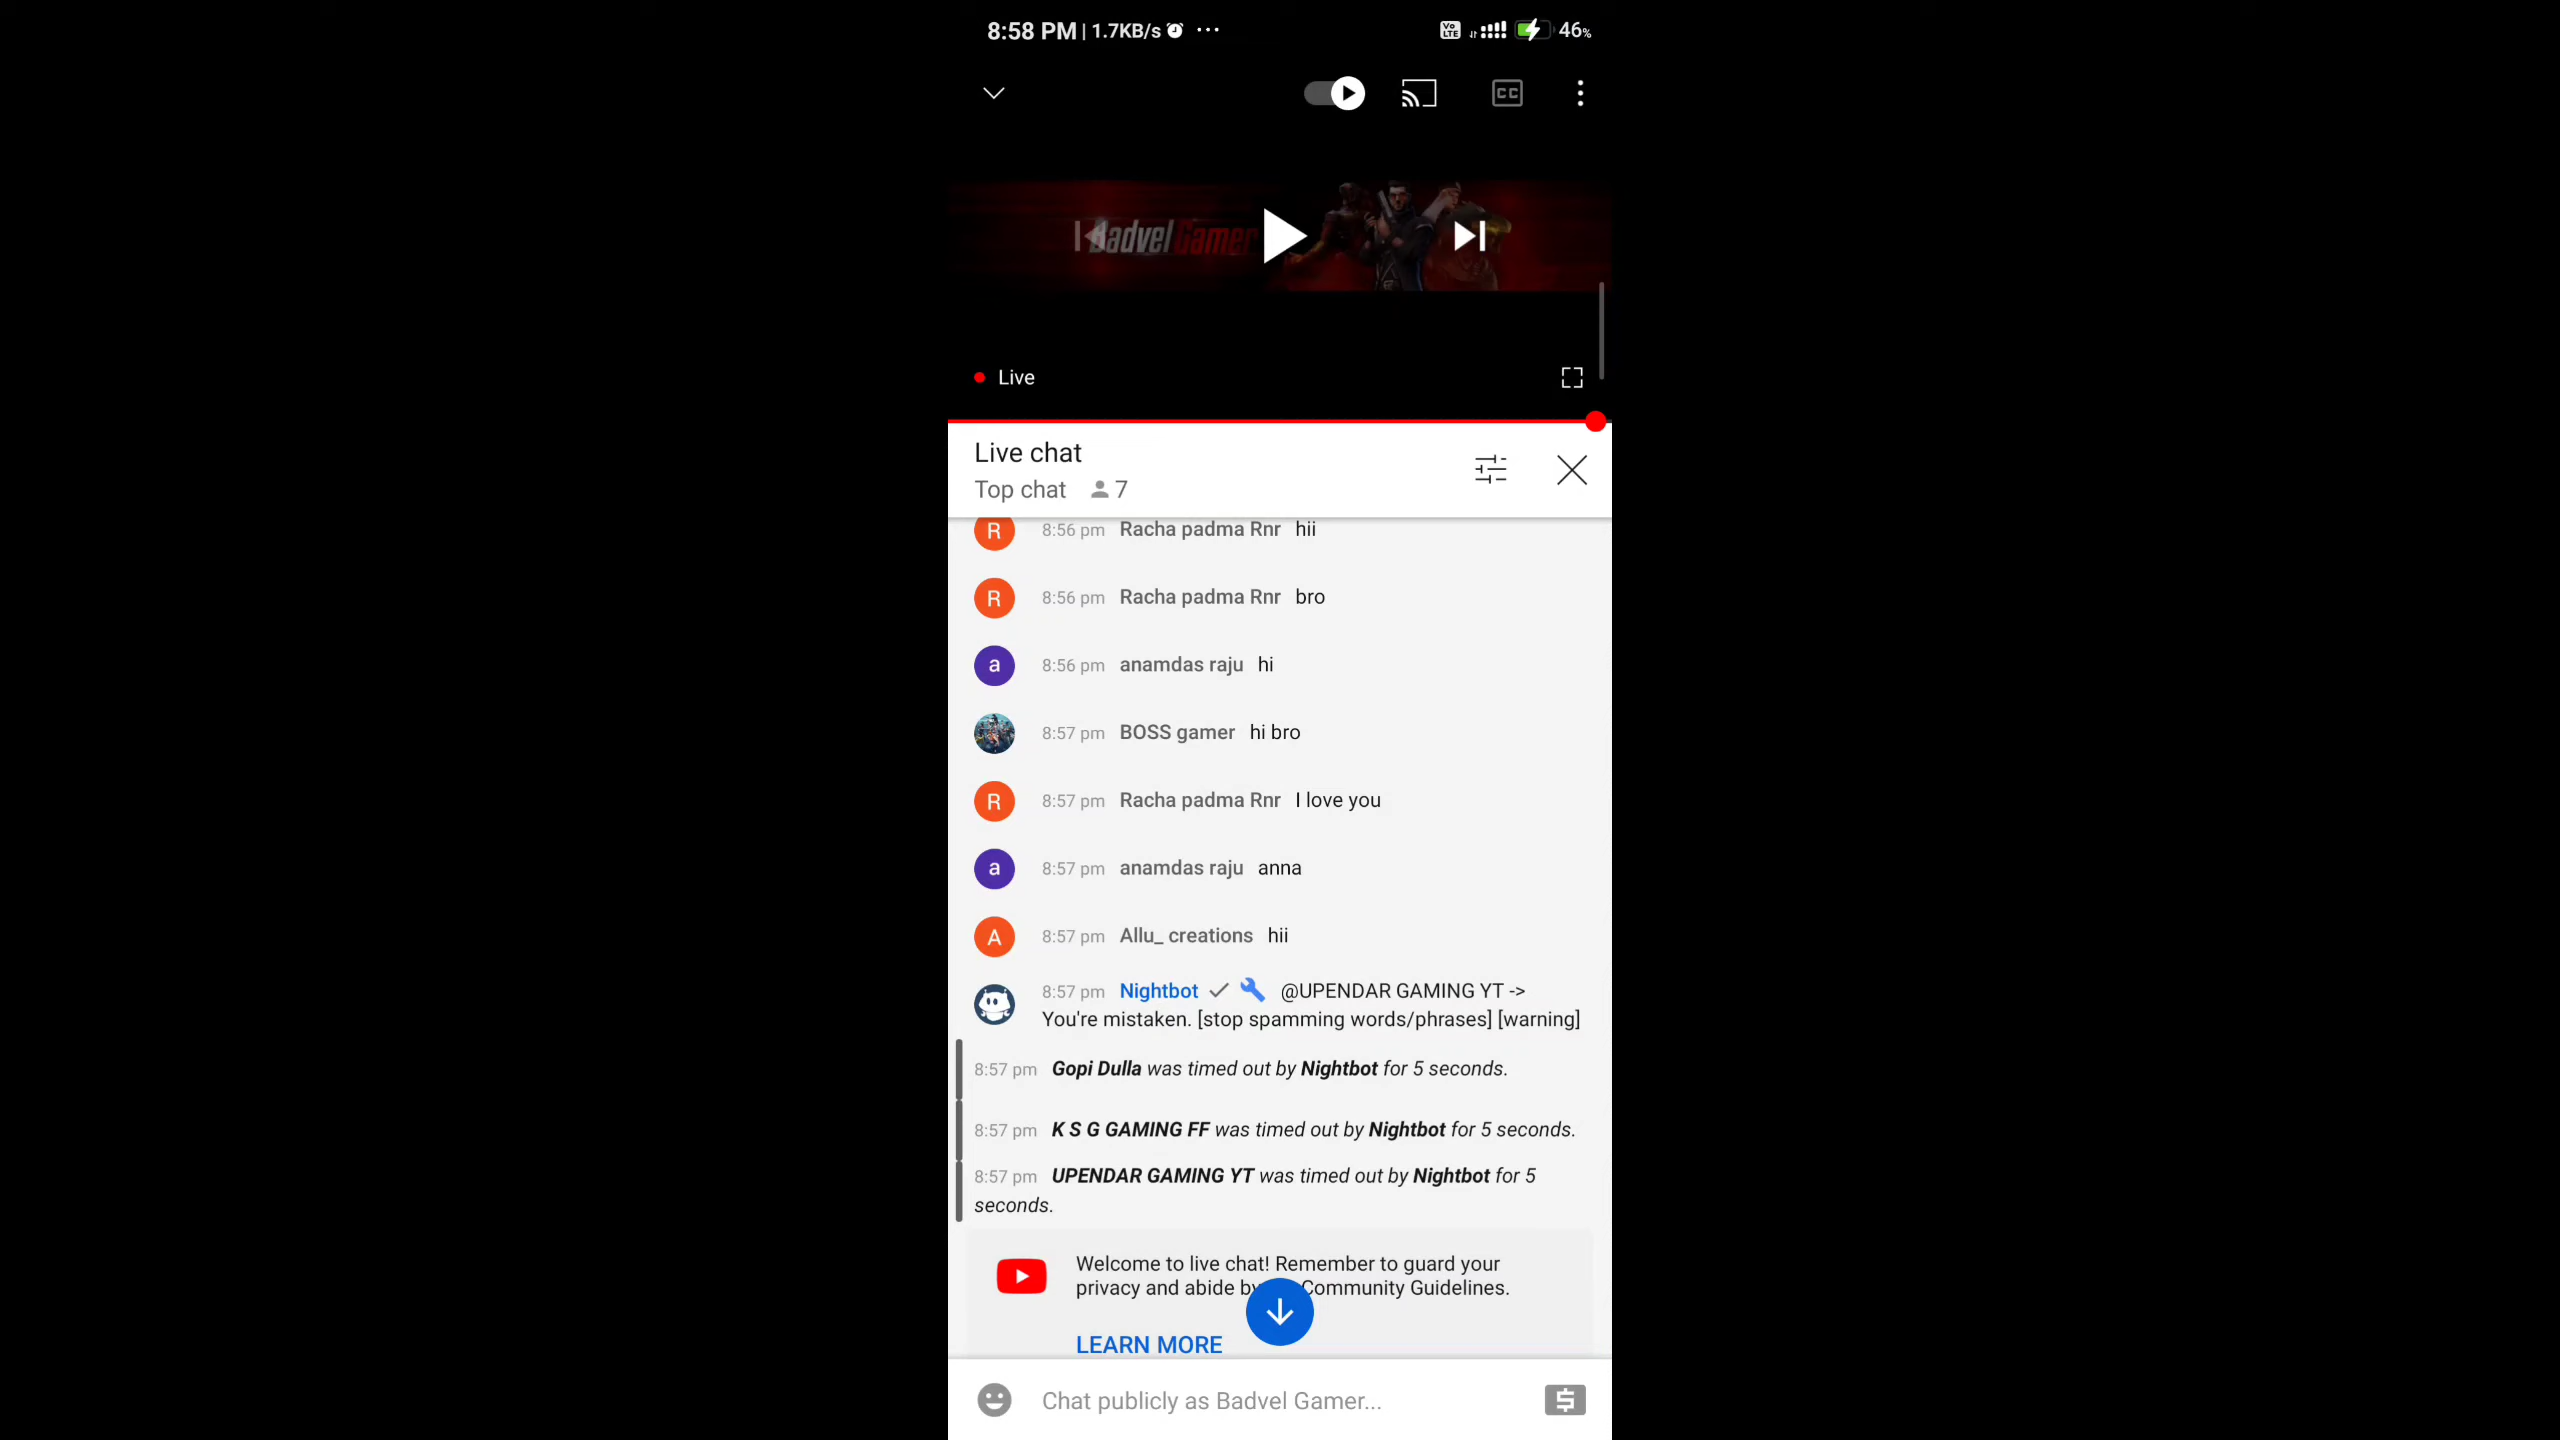 8:58 PM | 1.7KB/s ... Vo LTE 46%
CC
Badvel Gamer
Live
Live chat
Top chat 7
R 8:56 pm Racha padma Rnr hii
R 8:56 pm Racha padma Rnr bro
a 8:56 pm anamdas raju hi
8:57 pm BOSS gamer hi bro
R 8:57 pm Racha padma Rnr I love you
a 8:57 pm anamdas raju anna
A 8:57 pm Allu_ creations hii
8:57 pm Nightbot @UPENDAR GAMING YT ->
You're mistaken. [stop spamming words/phrases] [warning]
8:57 pm Gopi Dulla was timed out by Nightbot for 5 seconds.
8:57 pm K S G GAMING FF was timed out by Nightbot for 5 seconds.
8:57 pm UPENDAR GAMING YT was timed out by Nightbot for 5
seconds.
Welcome to live chat! Remember to guard your
privacy and abide by Community Guidelines.
LEARN MORE
Chat publicly as Badvel Gamer...